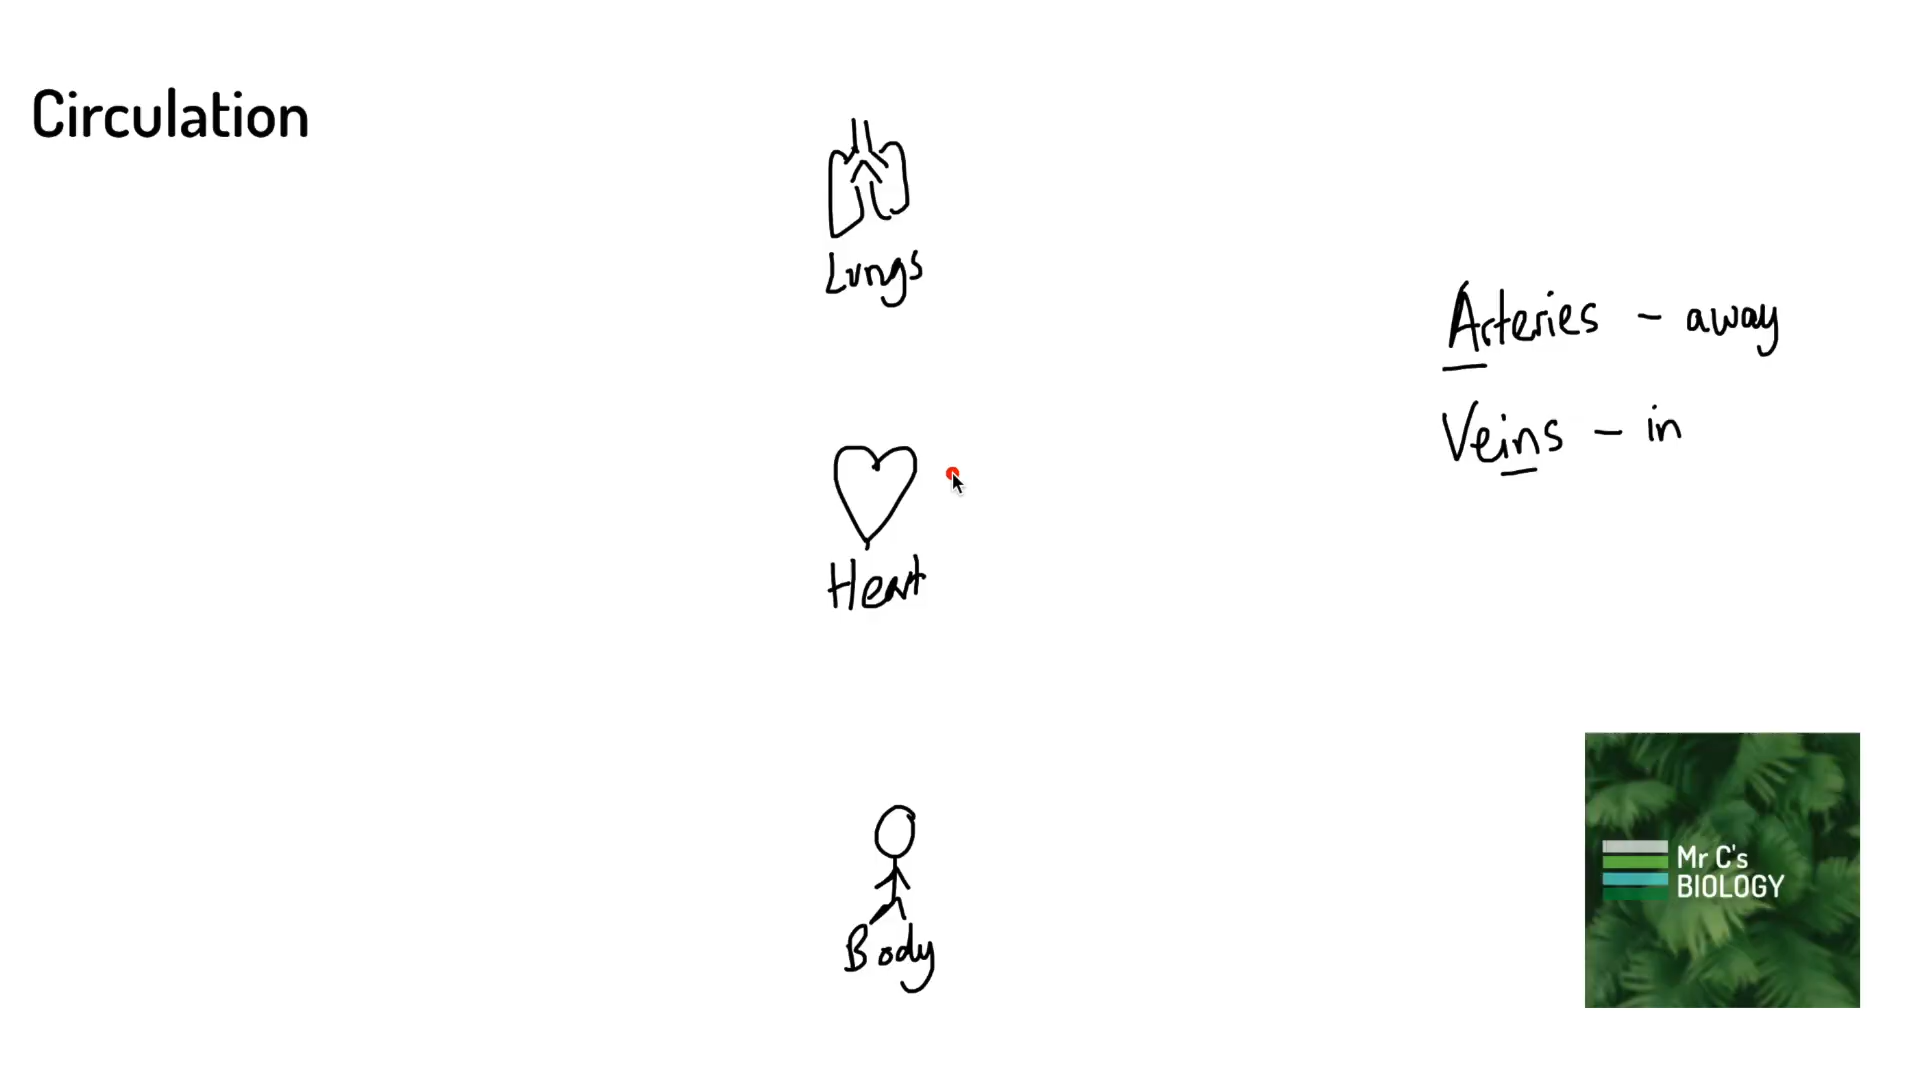 Circulation
Lungs
Arteries - away
Veins - in
Heart
Body
Mr C's
BIOLOGY